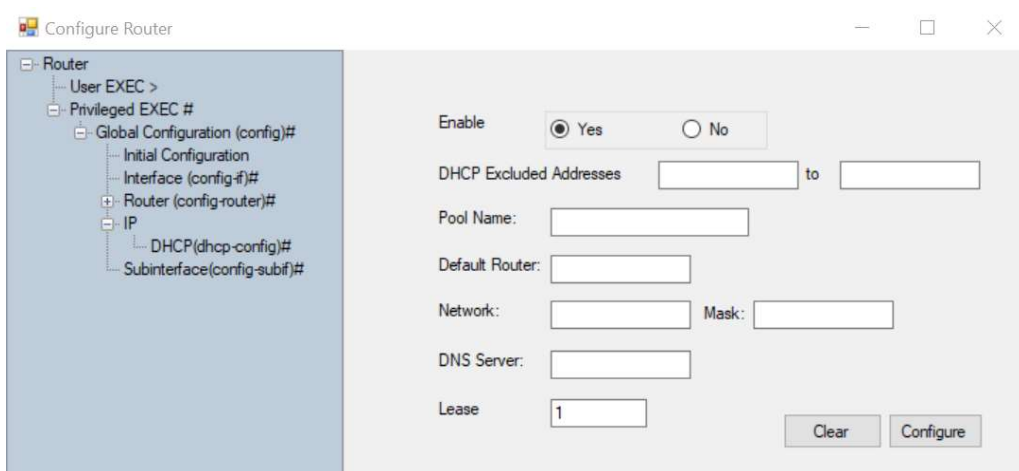 Configure Router
Router
User EXEC >
Privileged EXEC #
Global Configuration (config)#
Initial Configuration
Interface (config-if)#
Router (config-router)#
IP
DHCP(dhcp-config)#
Subinterface(config-subif)#
Enable Yes No
DHCP Excluded Addresses to
Pool Name:
Default Router:
Network: Mask:
DNS Server:
Lease 1
Clear Configure